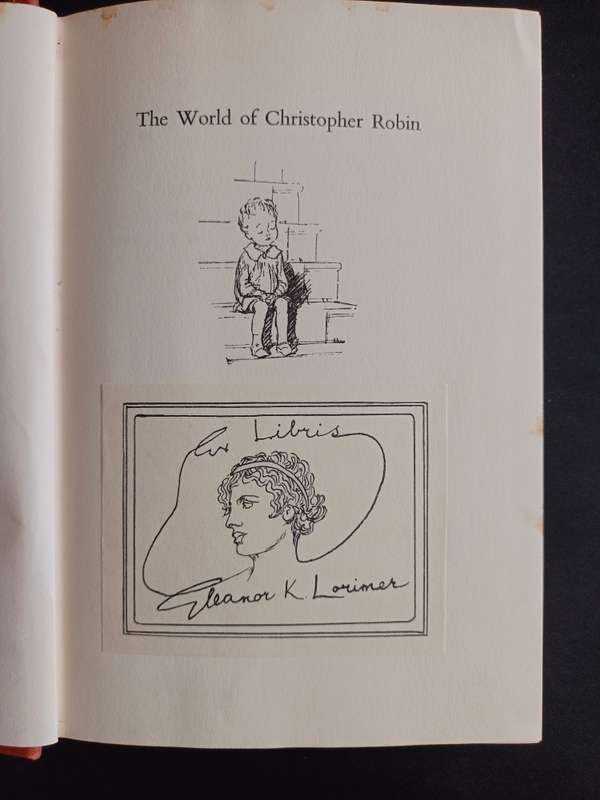 The World of Christopher Robin
Ex Libris
Eleanor K. Lorimer